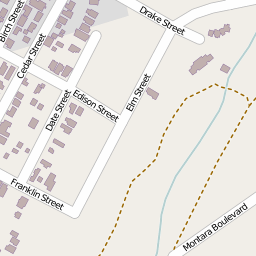 Drake Street
Birch Street
Cedar Street
Elm Street
Edison Street
Date Street
Franklin Street
Montara Boulevard